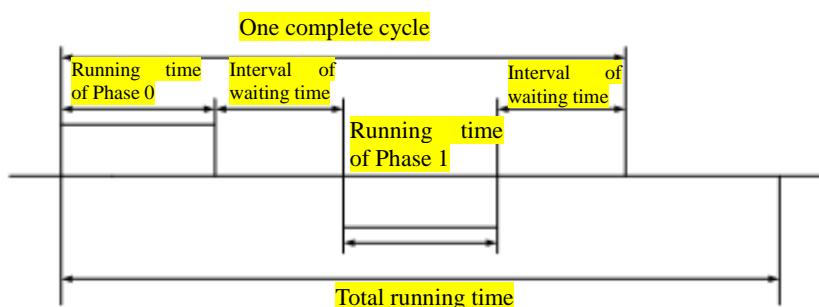 One complete cycle
Running time
of Phase 0
Interval of
waiting time
Interval of
waiting time
Running time
of Phase 1
Total running time